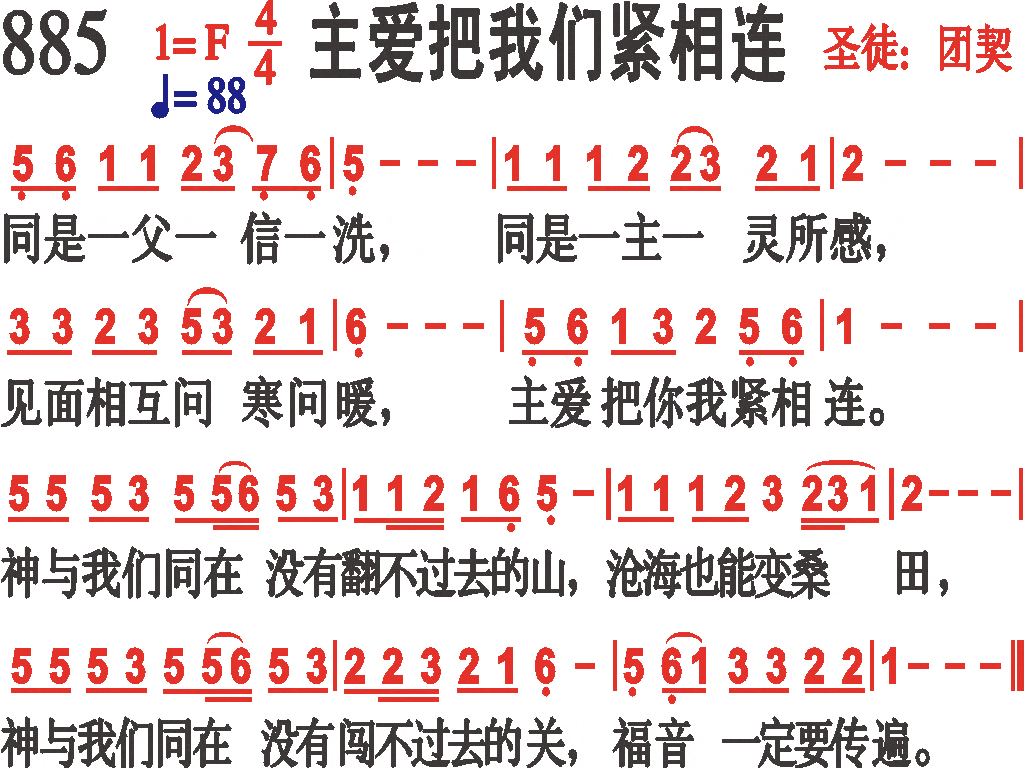 885 1=F 4/4 主爱把我们紧相连 圣徒：团契
♩=88
5 6 1 1 2 3 7 6 | 5 - - - | 1 1 1 2 2 3 2 1 | 2 - - - |
同是一父一 信一洗， 同是一主一 灵所感，
3 3 2 3 5 3 2 1 | 6 - - - | 5 6 1 3 2 5 6 | 1 - - - |
见面相互问 寒问暖， 主爱把你我紧相连。
5 5 5 3 5 5 6 5 3 | 1 1 2 1 6 5 - | 1 1 1 2 3 2 3 1 | 2 - - - |
神与我们同在 没有翻不过去的山，沧海也能变桑 田，
5 5 5 3 5 5 6 5 3 | 2 2 3 2 1 6 - | 5 6 1 3 3 2 2 | 1 - - - ‖
神与我们同在 没有闯不过去的关，福音 一定要传遍。